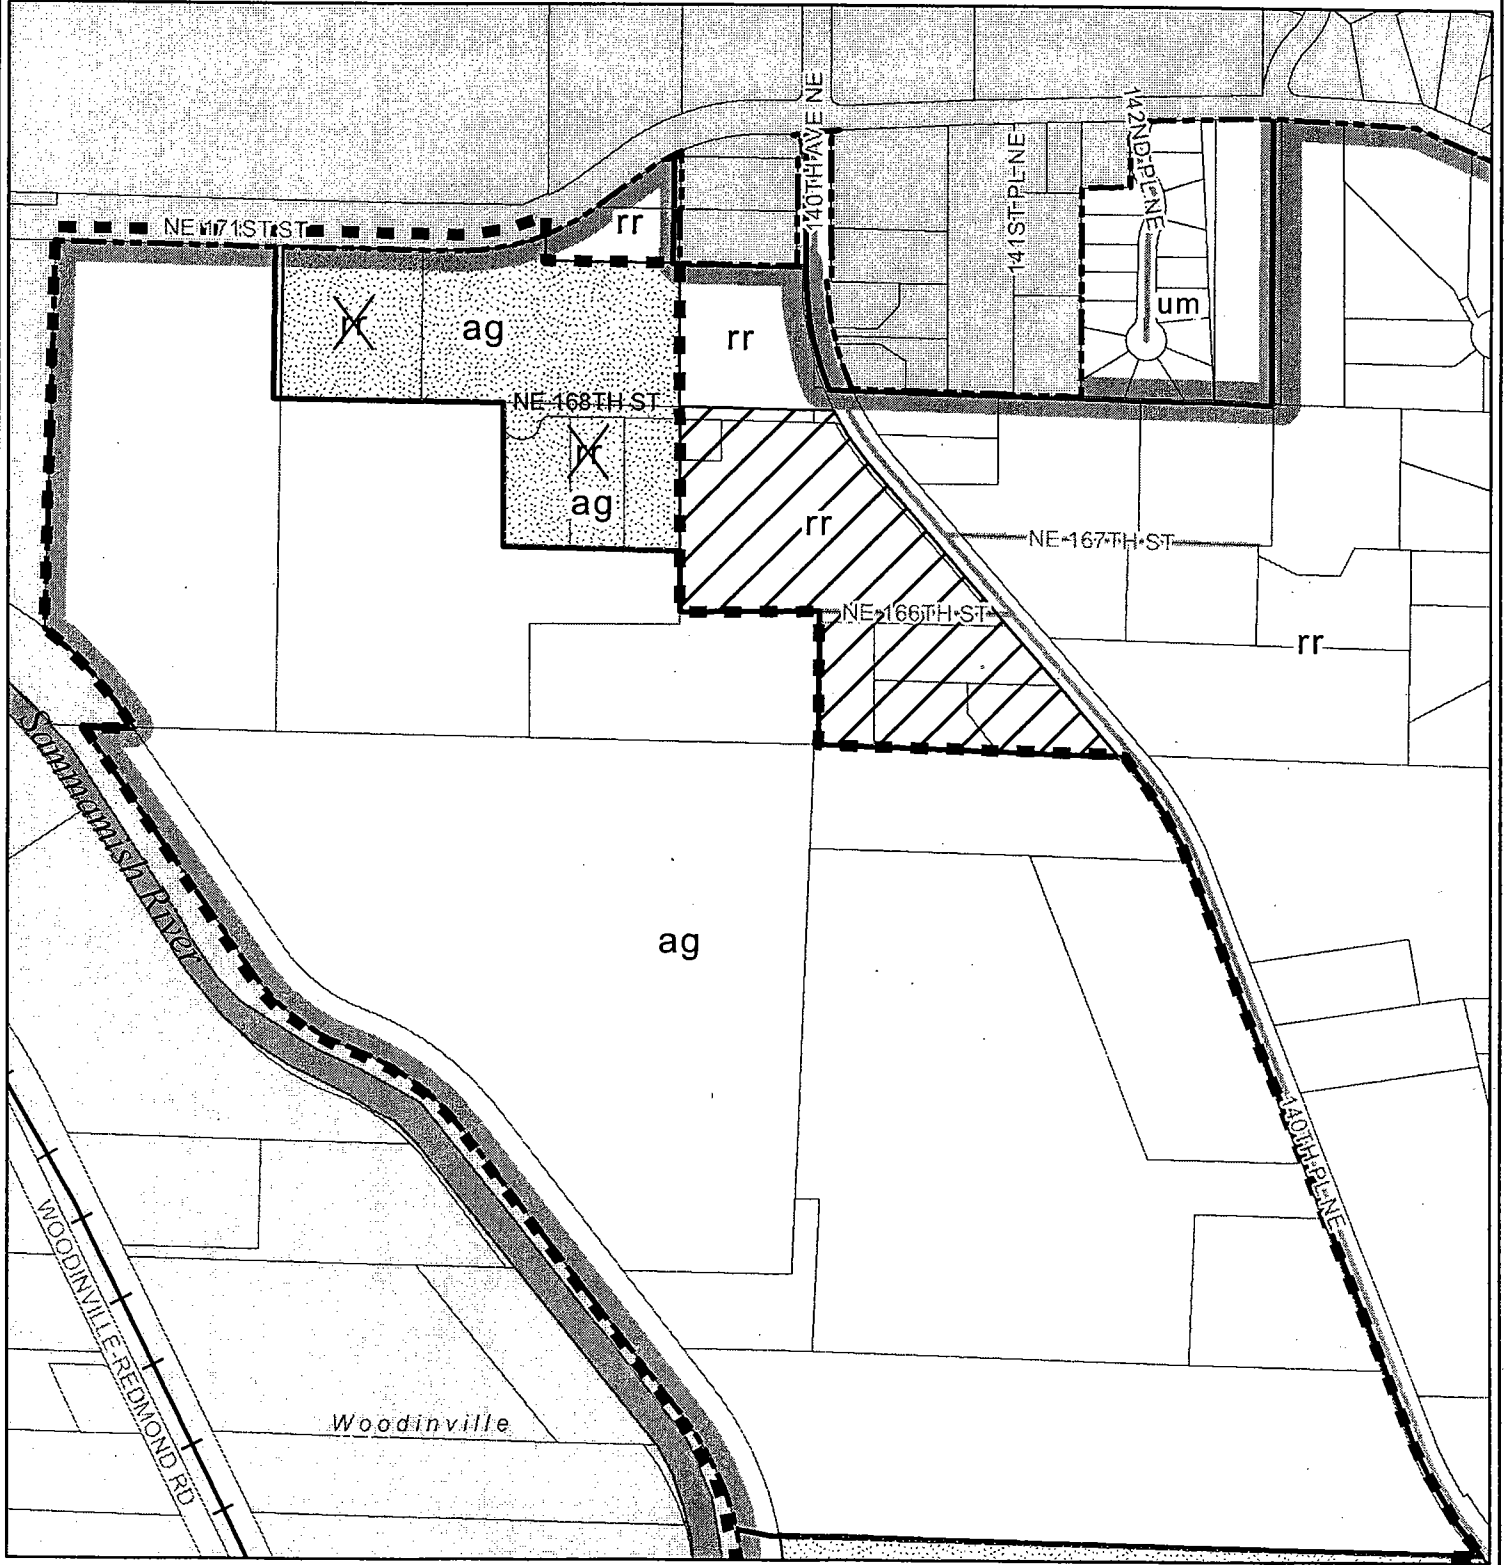 140TH AVE NE
142ND PL NE
141ST PL NE
NE 171ST ST
rr
um
rr
ag
rr
NE 168TH ST
rr
ag
rr
NE 167TH ST
NE 166TH ST
rr
Sammamish River
ag
140TH PL NE
WOODINVILLE-REDMOND RD
Woodinville